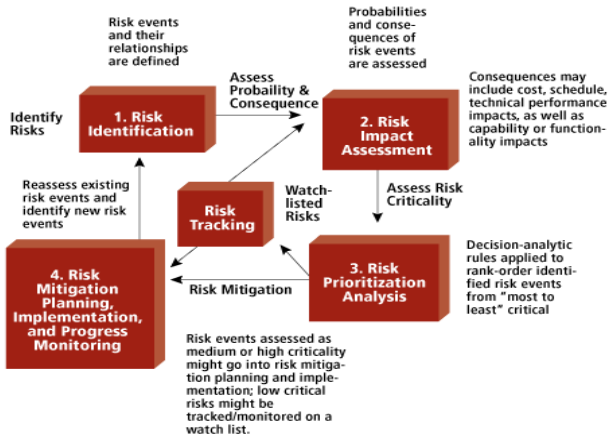 Risk events
and their
relationships
are defined
Probabilities
and conse-
quences of
risk events
are assessed
Assess
Probaility &
Consequence
Consequences may
include cost, schedule,
technical performance
impacts, as well as
capability or function-
ality impacts
Identify
Risks
1. Risk
Identification
2. Risk
Impact
Assessment
Reassess existing
risk events and
identify new risk
events
Risk
Tracking
Watch-
listed
Risks
Assess Risk
Criticality
4. Risk
Mitigation
Planning,
Implementation,
and Progress
Monitoring
Risk Mitigation
3. Risk
Prioritization
Analysis
Decision-analytic
rules applied to
rank-order identi-
fied risk events
from “most to
least” critical
Risk events assessed as
medium or high criticality
might go into risk mitiga-
tion planning and imple-
mentation; low critical
risks might be
tracked/monitored on a
watch list.